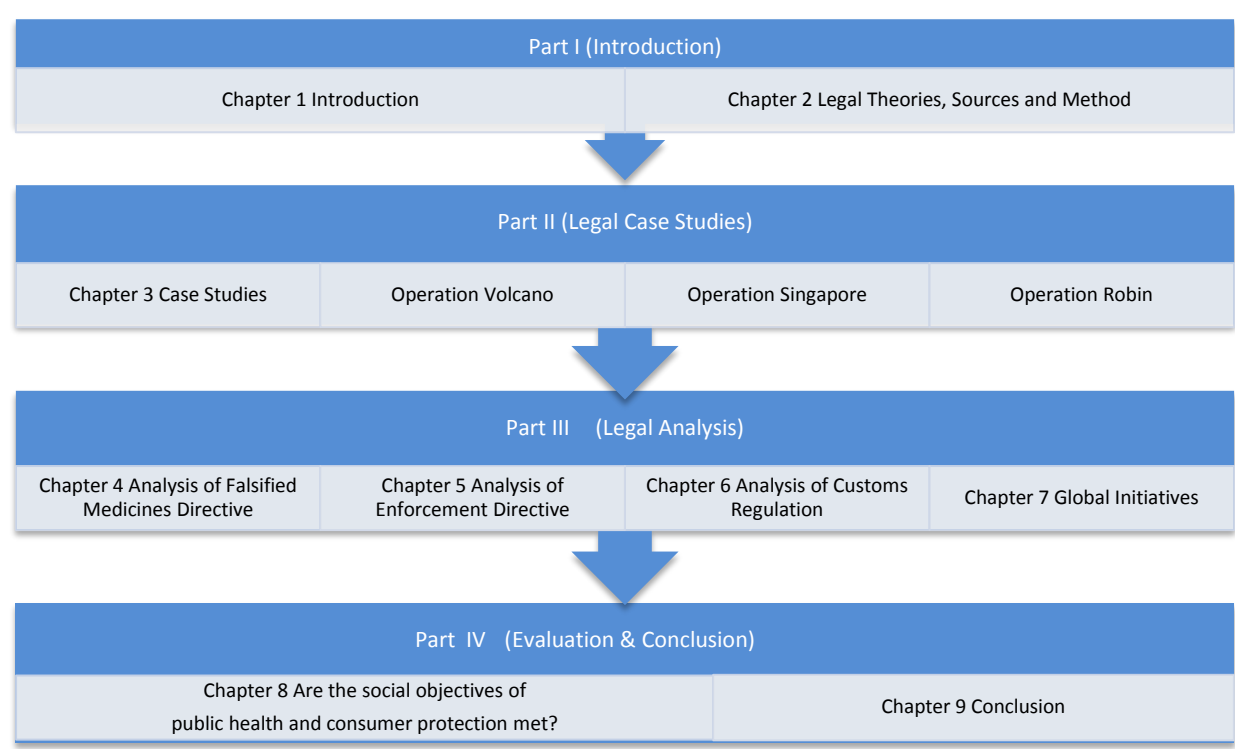 Part I (Introduction)
Chapter 1 Introduction
Chapter 2 Legal Theories, Sources and Method
Part II (Legal Case Studies)
Chapter 3 Case Studies
Operation Volcano
Operation Singapore
Operation Robin
Part III (Legal Analysis)
Chapter 4 Analysis of Falsified
Medicines Directive
Chapter 5 Analysis of
Enforcement Directive
Chapter 6 Analysis of Customs
Regulation
Chapter 7 Global Initiatives
Part IV (Evaluation & Conclusion)
Chapter 8 Are the social objectives of
public health and consumer protection met?
Chapter 9 Conclusion